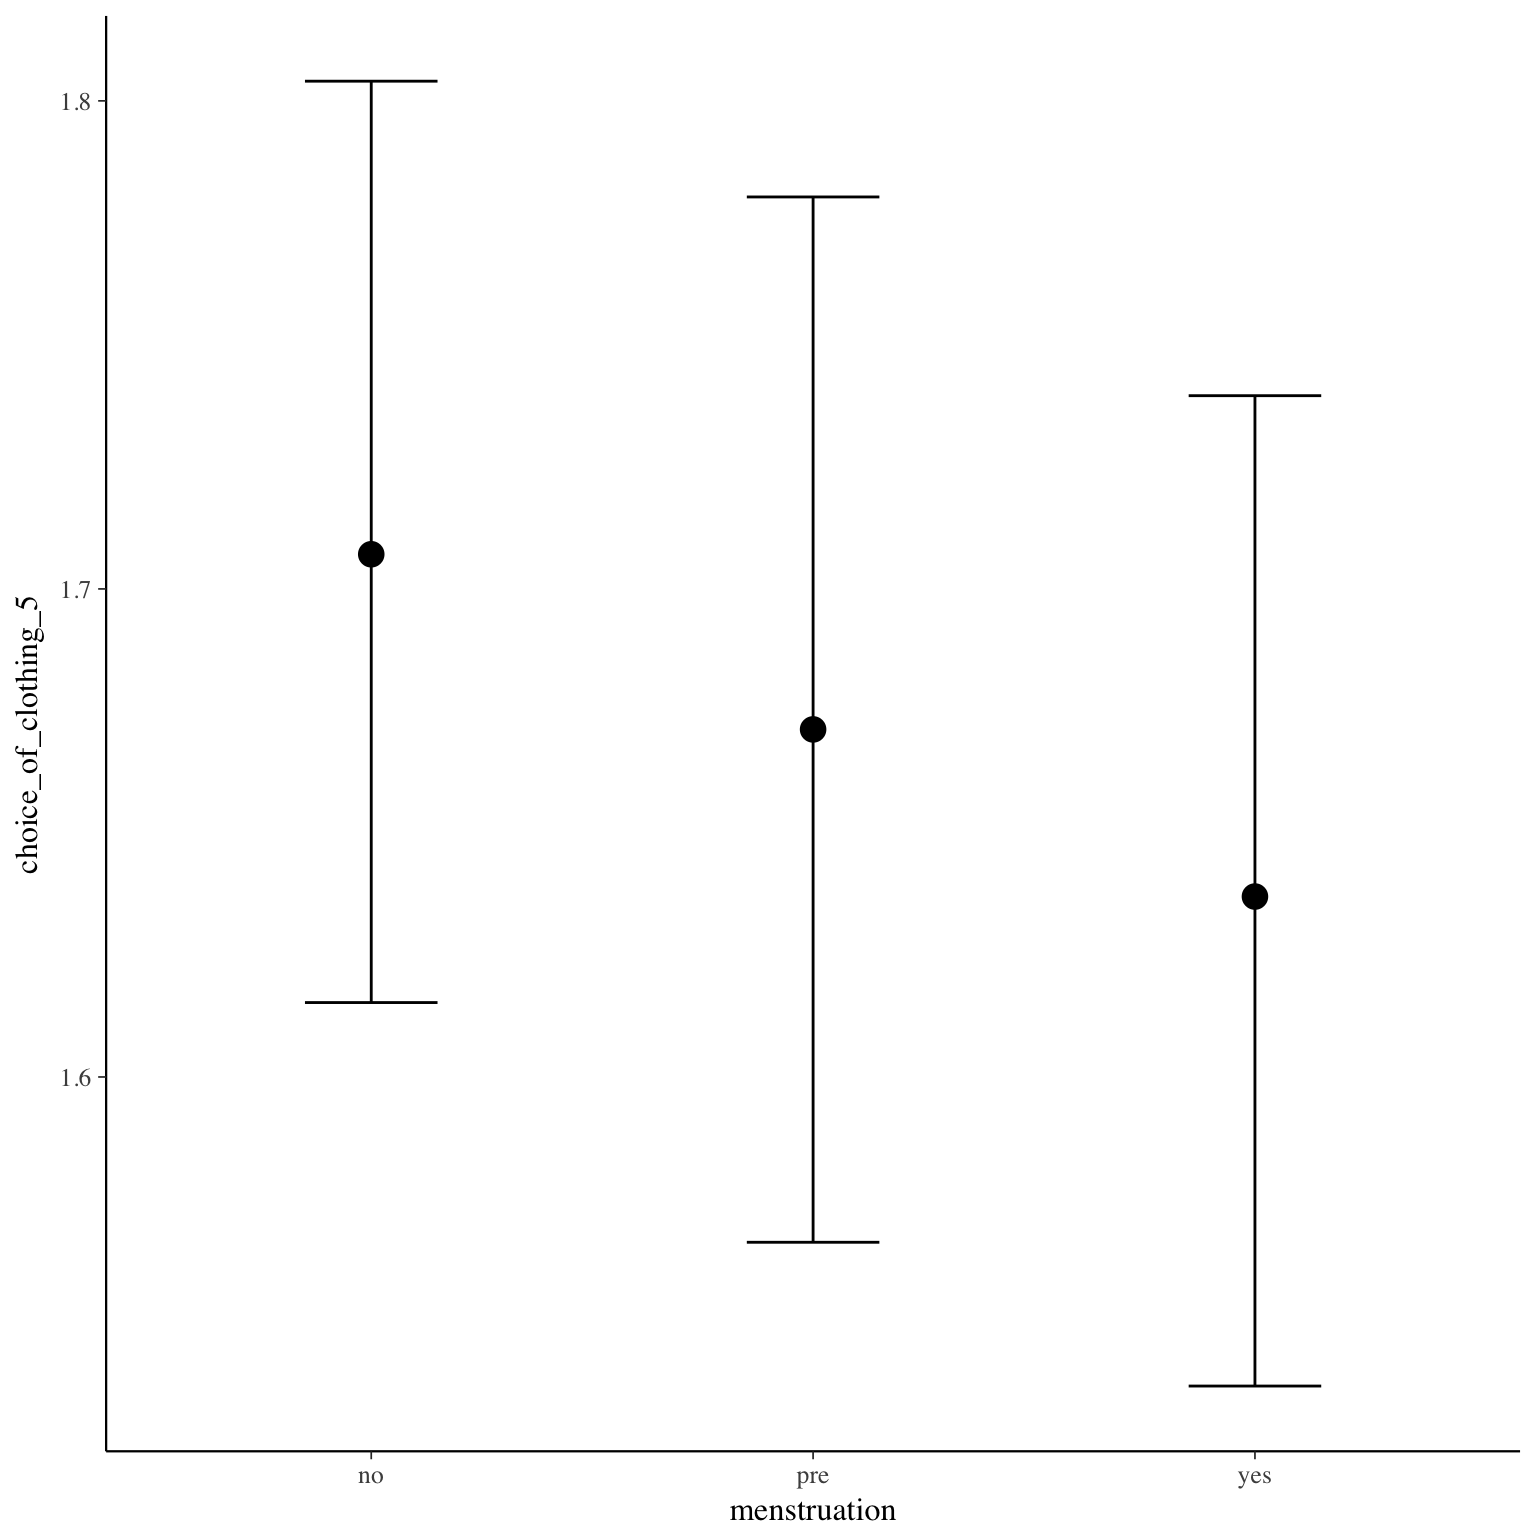 1.8
1.7
1.6
choice_of_clothing_5
no
pre
yes
menstruation